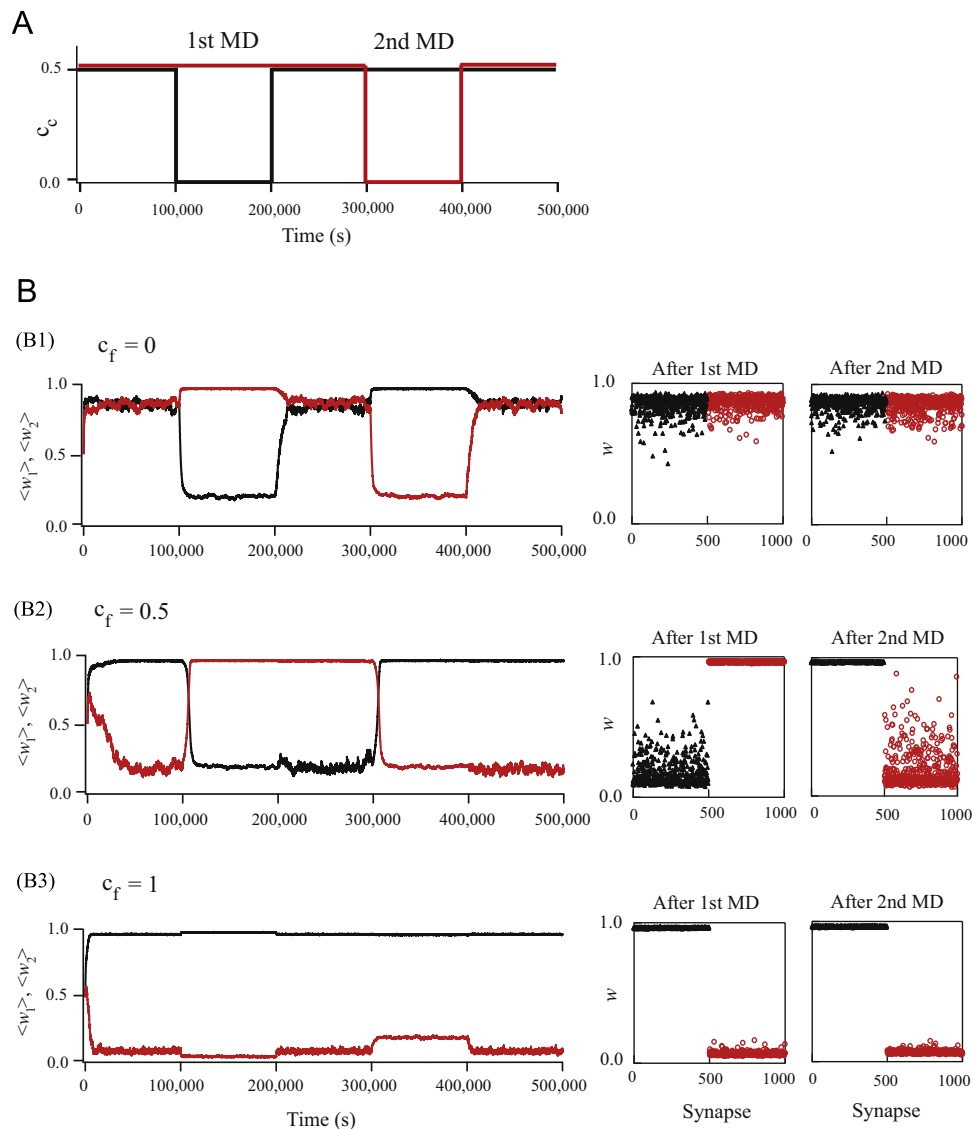 A
1st MD 2nd MD
0.5
c_c
0.0
0 100,000 200,000 300,000 400,000 500,000
Time (s)
B
(B1) c_f = 0
1.0
<w_1>, <w_2>
0.5
0.0
0 100,000 200,000 300,000 400,000 500,000
After 1st MD After 2nd MD
1.0
w
0.0
0 500 1000 0 500 1000
(B2) c_f = 0.5
1.0
<w_1>, <w_2>
0.5
0.0
0 100,000 200,000 300,000 400,000 500,000
After 1st MD After 2nd MD
1.0
w
0.0
0 500 1000 0 500 1000
(B3) c_f = 1
1.0
<w_1>, <w_2>
0.5
0.0
0 100,000 200,000 300,000 400,000 500,000
Time (s)
After 1st MD After 2nd MD
1.0
w
0.0
0 500 1000 0 500 1000
Synapse Synapse